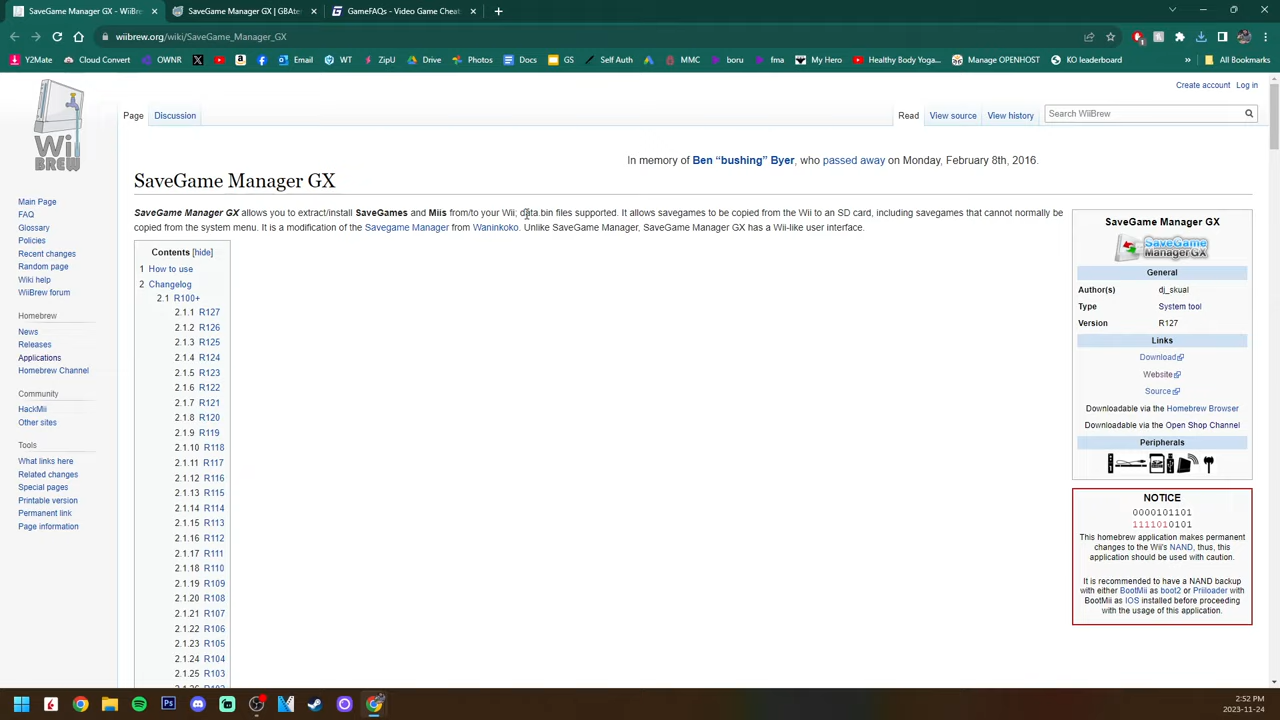 SaveGame Manager GX - WiiBre
SaveGame Manager GX | GBAte
GameFAQs - Video Game Cheat
wiibrew.org/wiki/SaveGame_Manager_GX
Y2Mate
Cloud Convert
OWNR
Email
WT
ZipU
Drive
Photos
Docs
GS
Self Auth
MMC
boru
fma
My Hero
Healthy Body Yoga...
Manage OPENHOST
KO leaderboard
»
All Bookmarks
Create account
Log in
Wii
BREW
Page
Discussion
Read
View source
View history
Search WiiBrew
In memory of Ben “bushing” Byer, who passed away on Monday, February 8th, 2016.
SaveGame Manager GX
SaveGame Manager GX allows you to extract/install SaveGames and Miis from/to your Wii; data.bin files supported. It allows savegames to be copied from the Wii to an SD card, including savegames that cannot normally be
copied from the system menu. It is a modification of the Savegame Manager from Waninkoko. Unlike SaveGame Manager, SaveGame Manager GX has a Wii-like user interface.
Main Page
FAQ
Glossary
Policies
Recent changes
Random page
Wiki help
WiiBrew forum
Homebrew
News
Releases
Applications
Homebrew Channel
Community
HackMii
Other sites
Tools
What links here
Related changes
Special pages
Printable version
Permanent link
Page information
Contents [hide]
1 How to use
2 Changelog
2.1 R100+
2.1.1 R127
2.1.2 R126
2.1.3 R125
2.1.4 R124
2.1.5 R123
2.1.6 R122
2.1.7 R121
2.1.8 R120
2.1.9 R119
2.1.10 R118
2.1.11 R117
2.1.12 R116
2.1.13 R115
2.1.14 R114
2.1.15 R113
2.1.16 R112
2.1.17 R111
2.1.18 R110
2.1.19 R109
2.1.20 R108
2.1.21 R107
2.1.22 R106
2.1.23 R105
2.1.24 R104
2.1.25 R103
SaveGame Manager GX
SaveGame
Manager GX
General
Author(s) dj_skual
Type System tool
Version R127
Links
Download
Website
Source
Downloadable via the Homebrew Browser
Downloadable via the Open Shop Channel
Peripherals
NOTICE
0000101101
1111010101
This homebrew application makes permanent
changes to the Wii's NAND, thus, this
application should be used with caution.
It is recommended to have a NAND backup
with either BootMii as boot2 or Priiloader with
BootMii as IOS installed before proceeding
with the usage of this application.
2:52 PM
2023-11-24